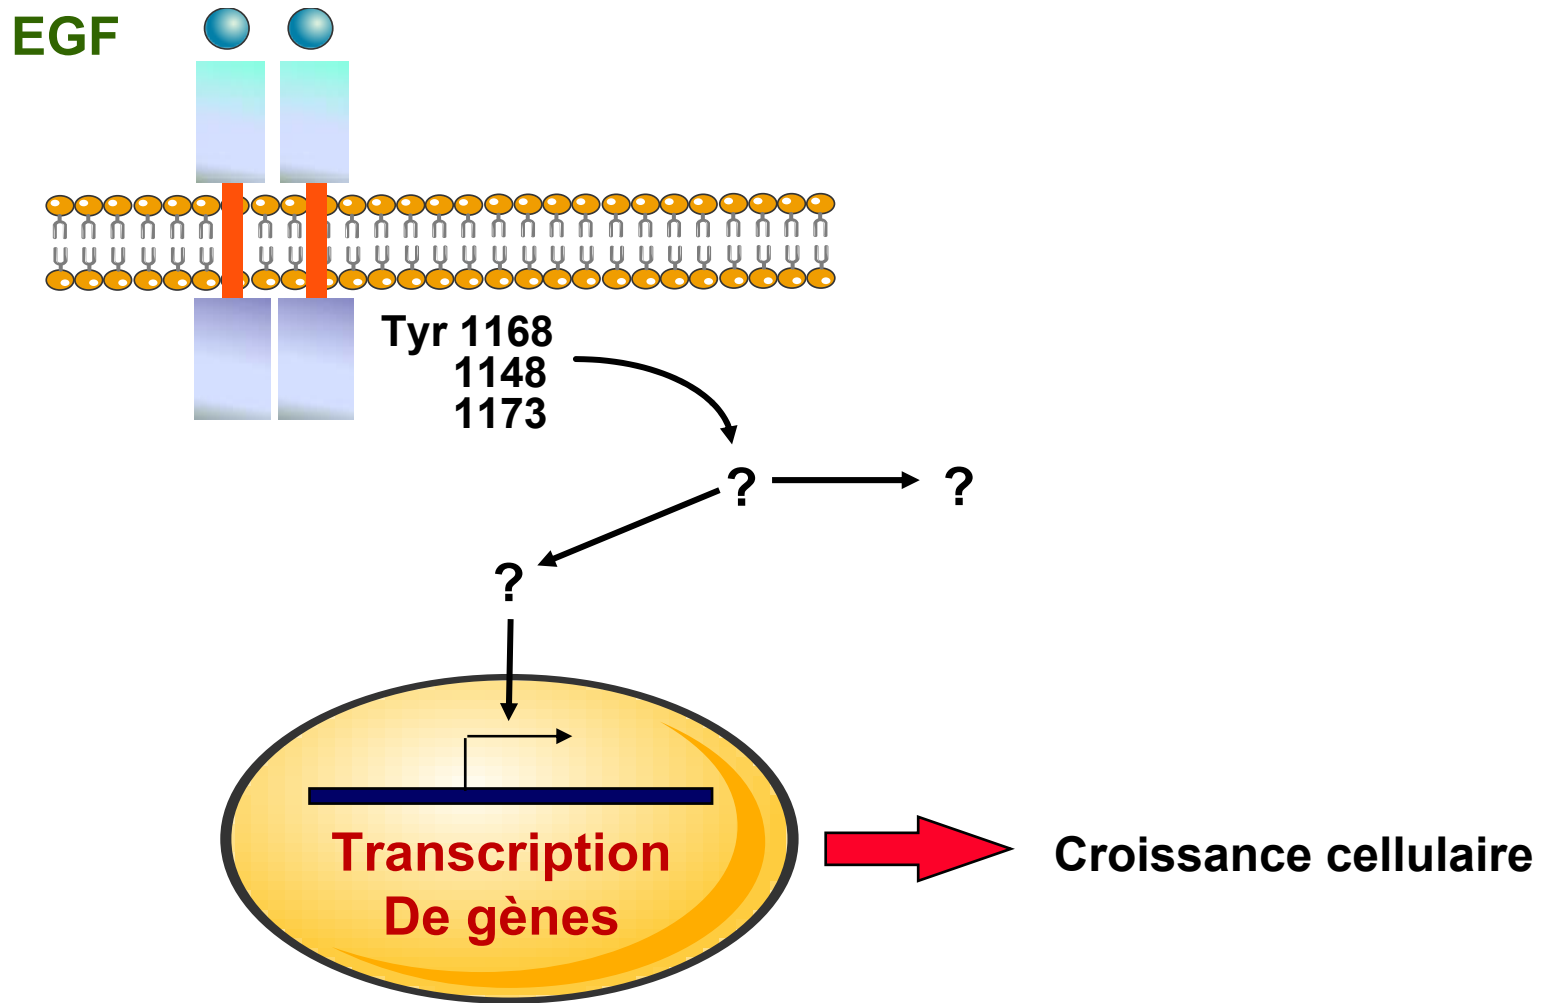 EGF
Tyr 1168
1148
1173
? ?
?
Transcription
De gènes
Croissance cellulaire